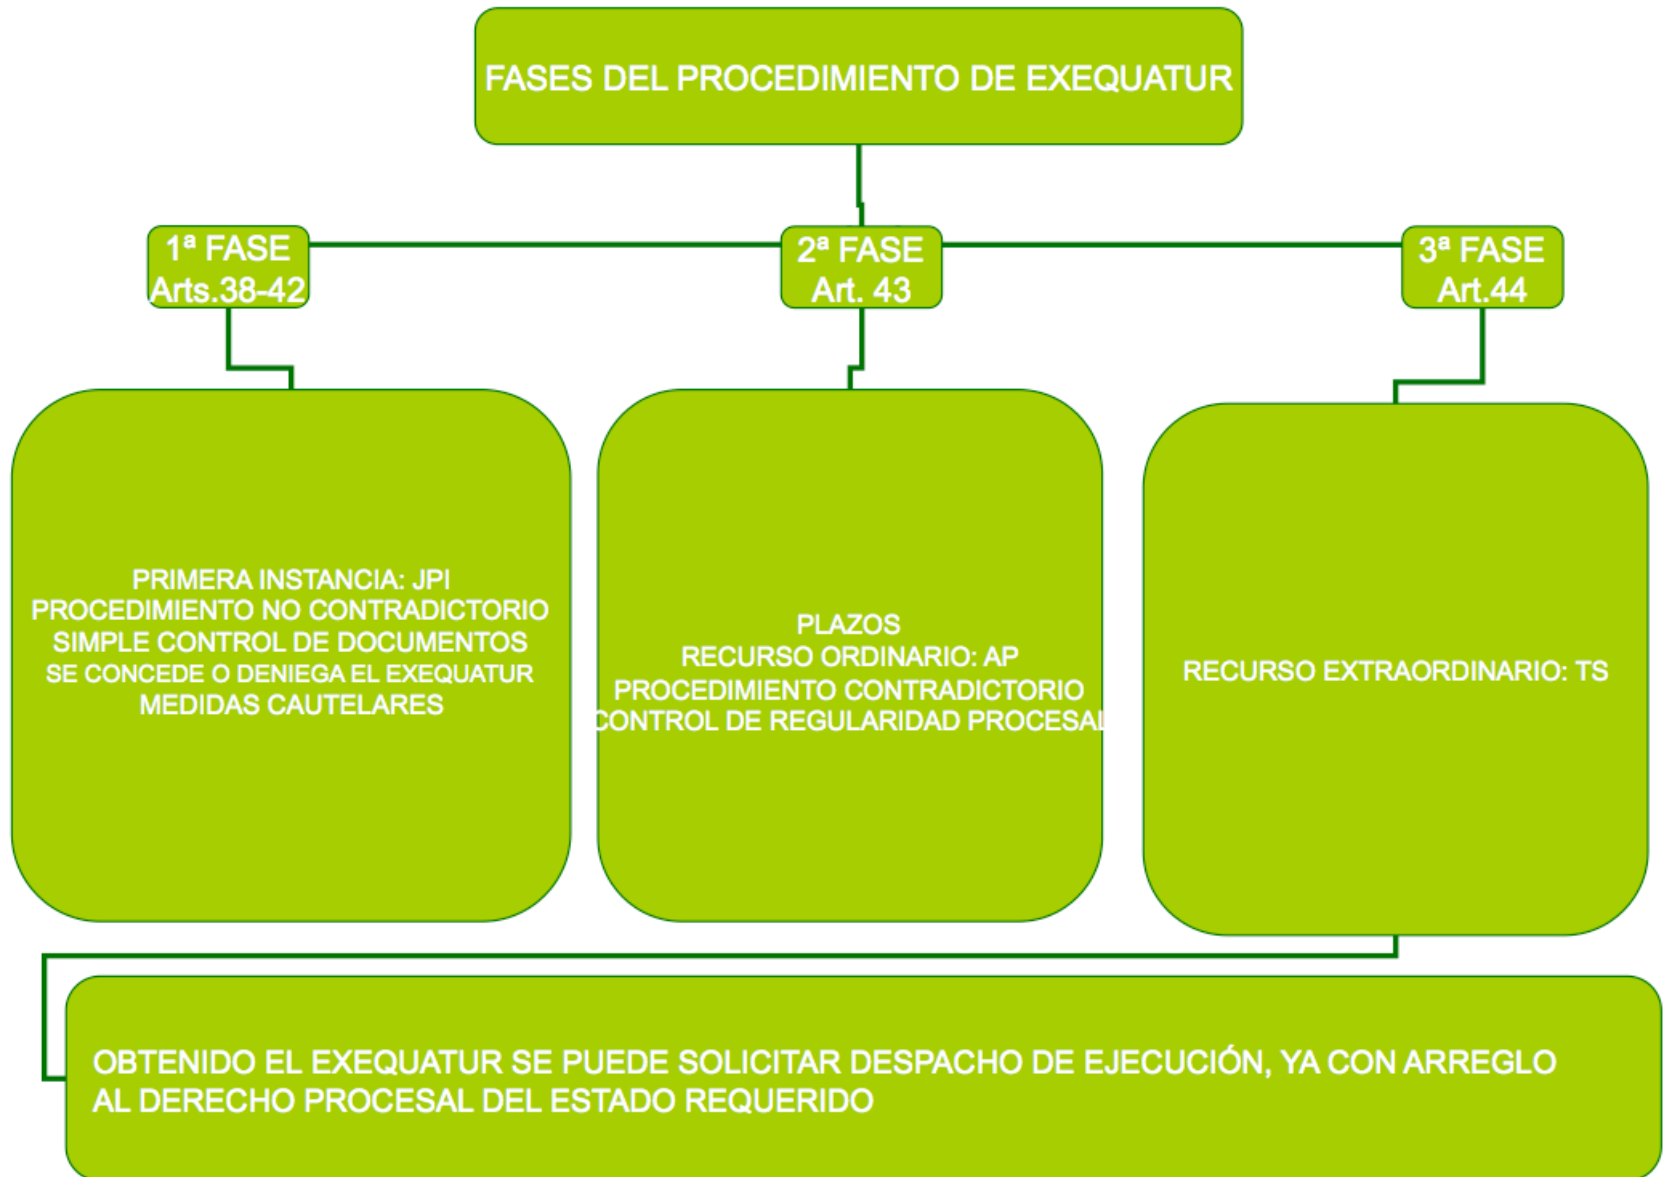 FASES DEL PROCEDIMIENTO DE EXEQUATUR
1ª FASE
Arts.38-42
2ª FASE
Art. 43
3ª FASE
Art.44
PRIMERA INSTANCIA: JPI
PROCEDIMIENTO NO CONTRADICTORIO
SIMPLE CONTROL DE DOCUMENTOS
SE CONCEDE O DENIEGA EL EXEQUATUR
MEDIDAS CAUTELARES
PLAZOS
RECURSO ORDINARIO: AP
PROCEDIMIENTO CONTRADICTORIO
CONTROL DE REGULARIDAD PROCESAL
RECURSO EXTRAORDINARIO: TS
OBTENIDO EL EXEQUATUR SE PUEDE SOLICITAR DESPACHO DE EJECUCIÓN, YA CON ARREGLO
AL DERECHO PROCESAL DEL ESTADO REQUERIDO